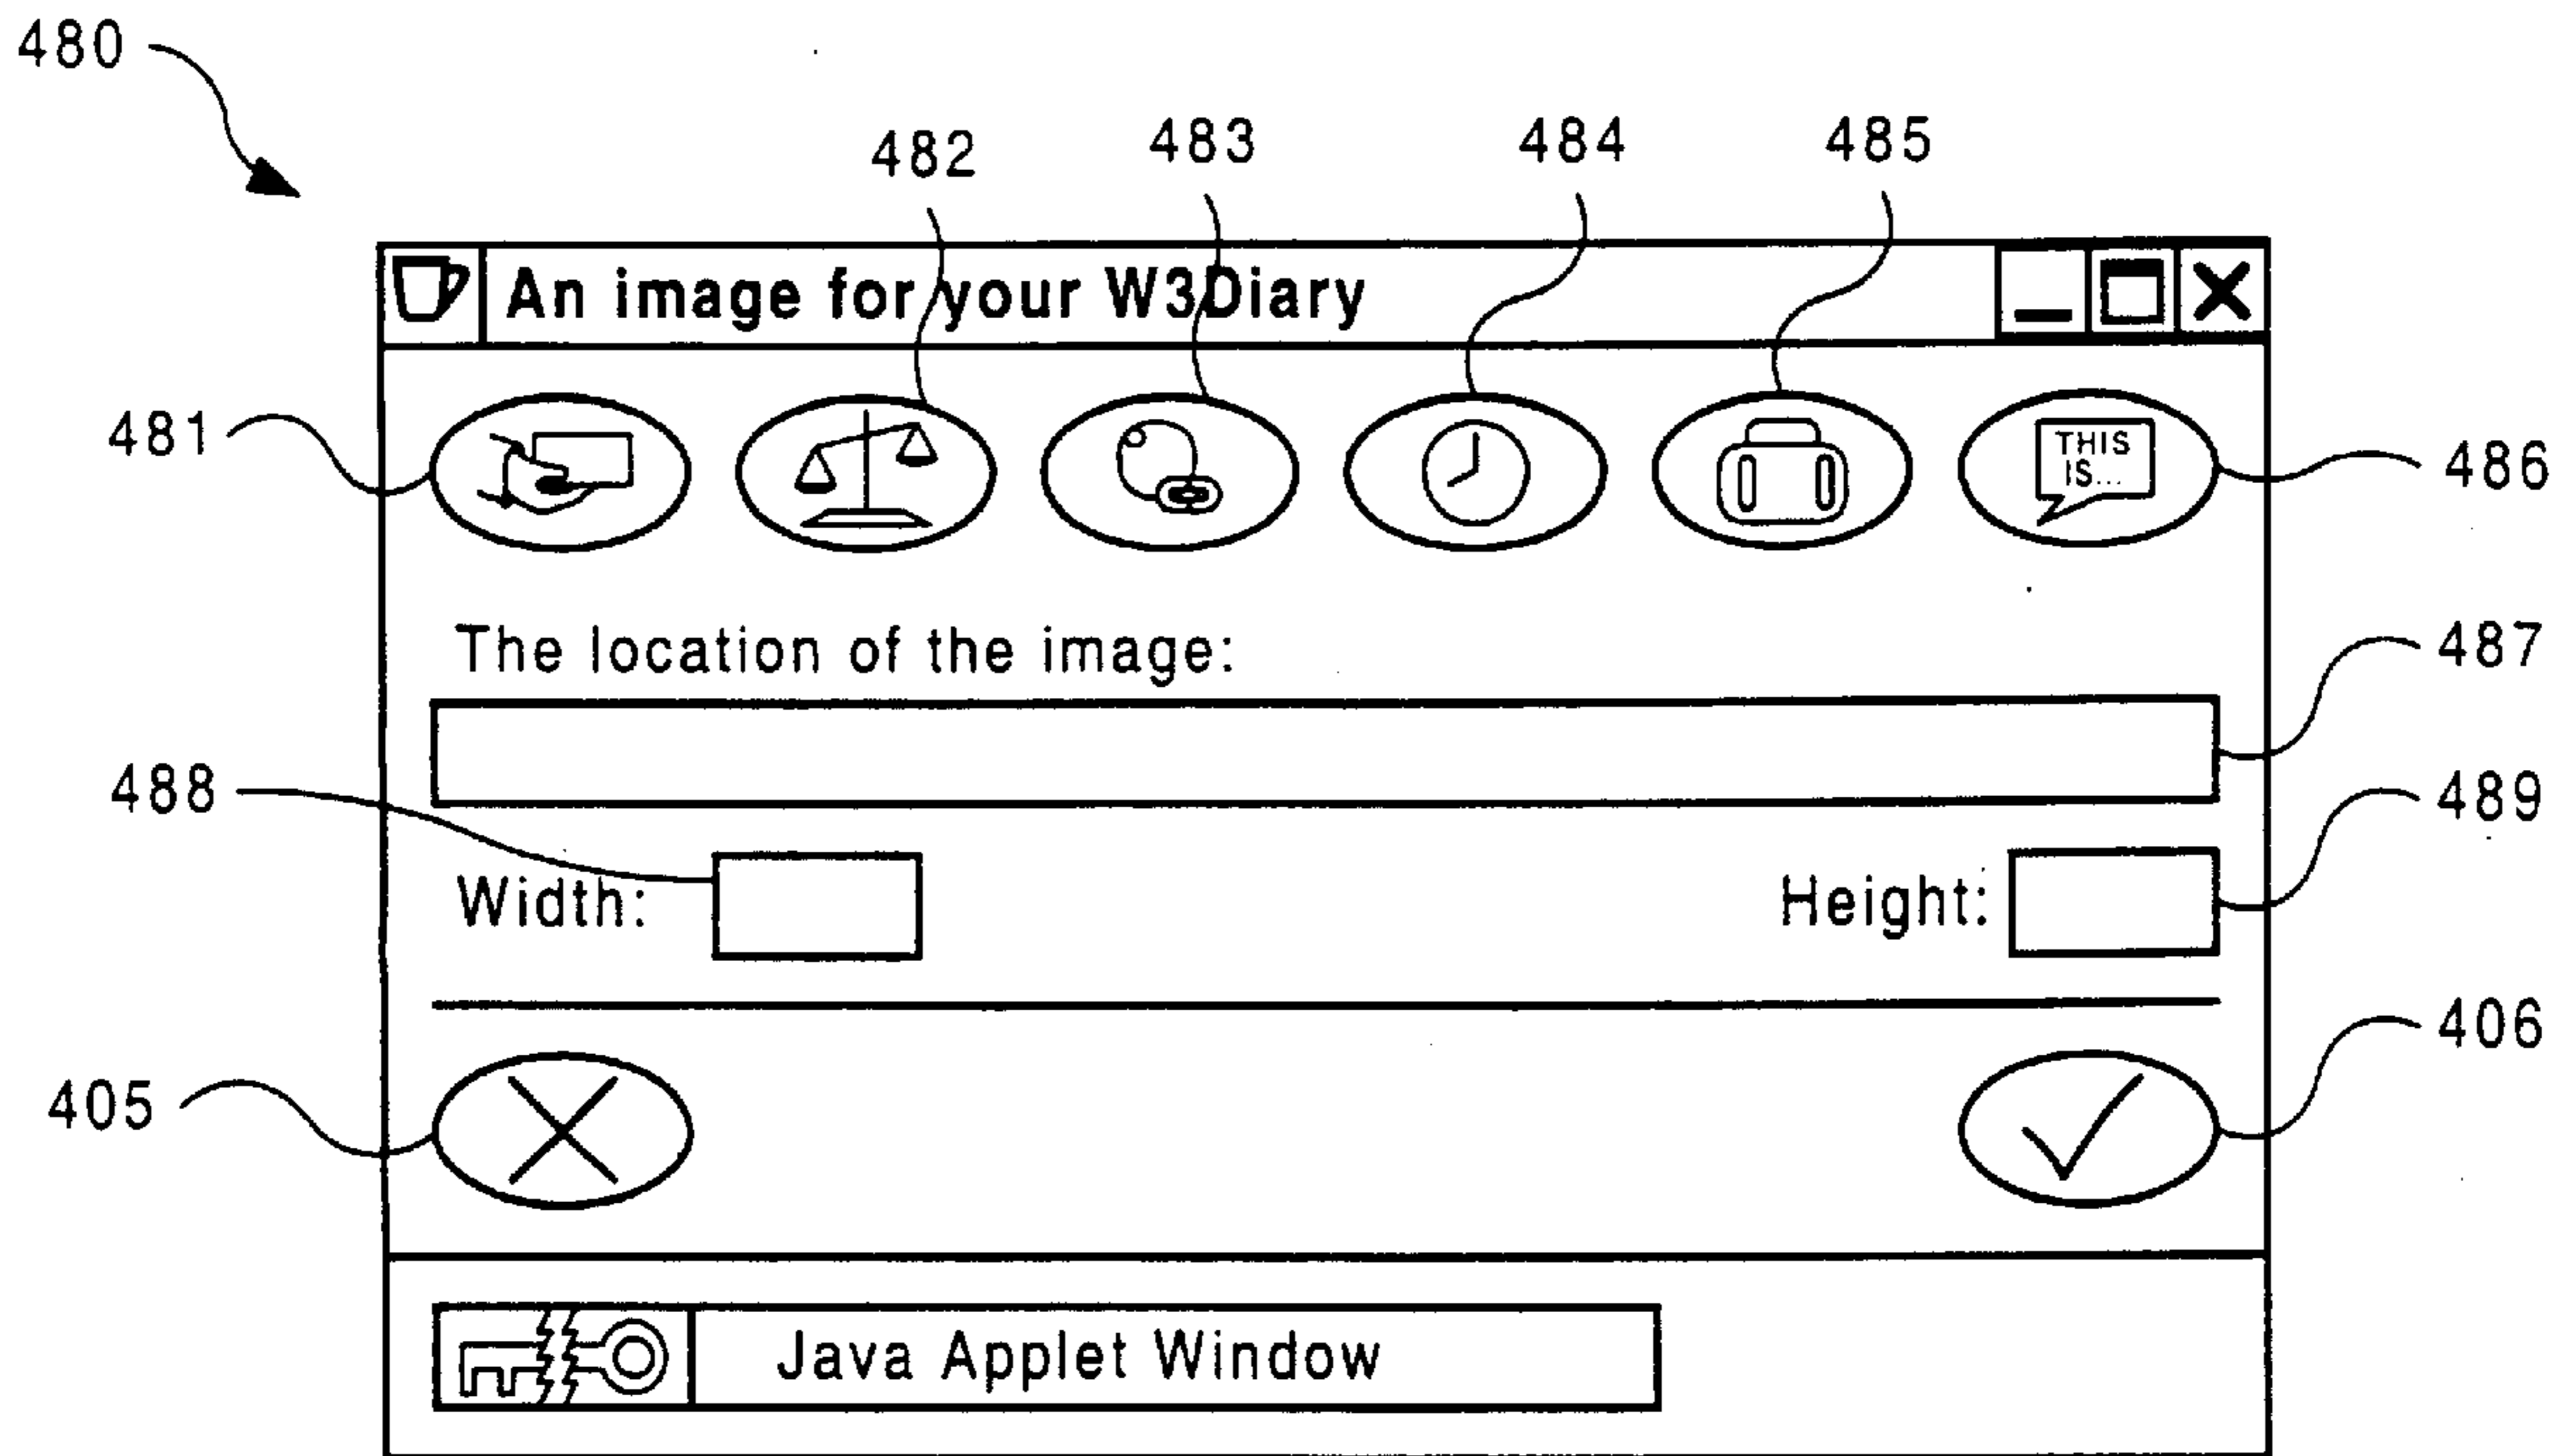 480
482 483 484 485
An image for your W3Diary
481
THIS
IS...
486
The location of the image:
487
488
489
Width: Height:
406
405
Java Applet Window